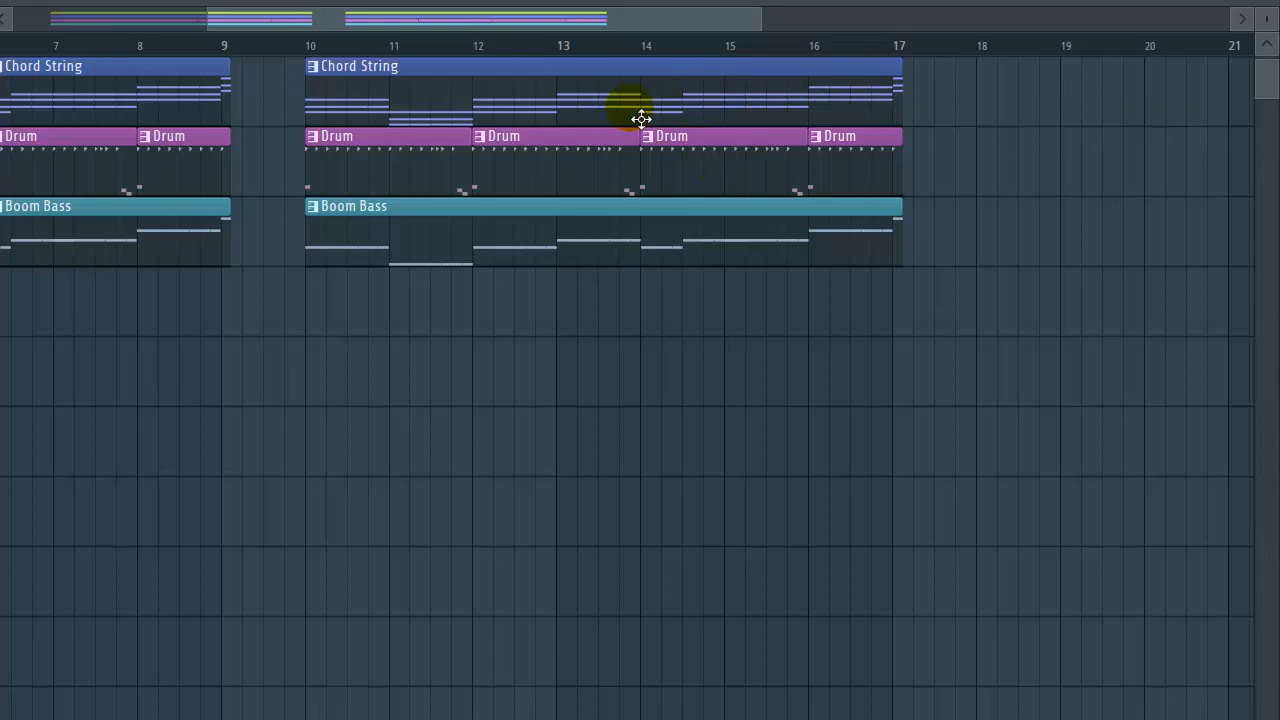 7 8 9 10 11 12 13 14 15 16 17 18 19 20 21
Chord String Chord String
Drum Drum Drum Drum Drum Drum
Boom Bass Boom Bass